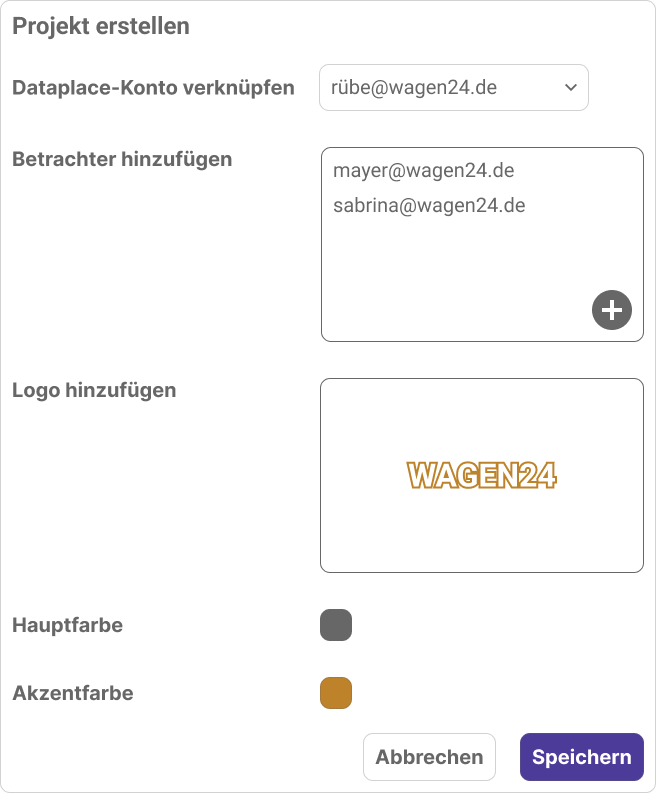 Projekt erstellen
Dataplace-Konto verknüpfen
rübe@wagen24.de
Betrachter hinzufügen
mayer@wagen24.de
sabrina@wagen24.de
Logo hinzufügen
WAGEN24
Hauptfarbe
Akzentfarbe
Abbrechen
Speichern